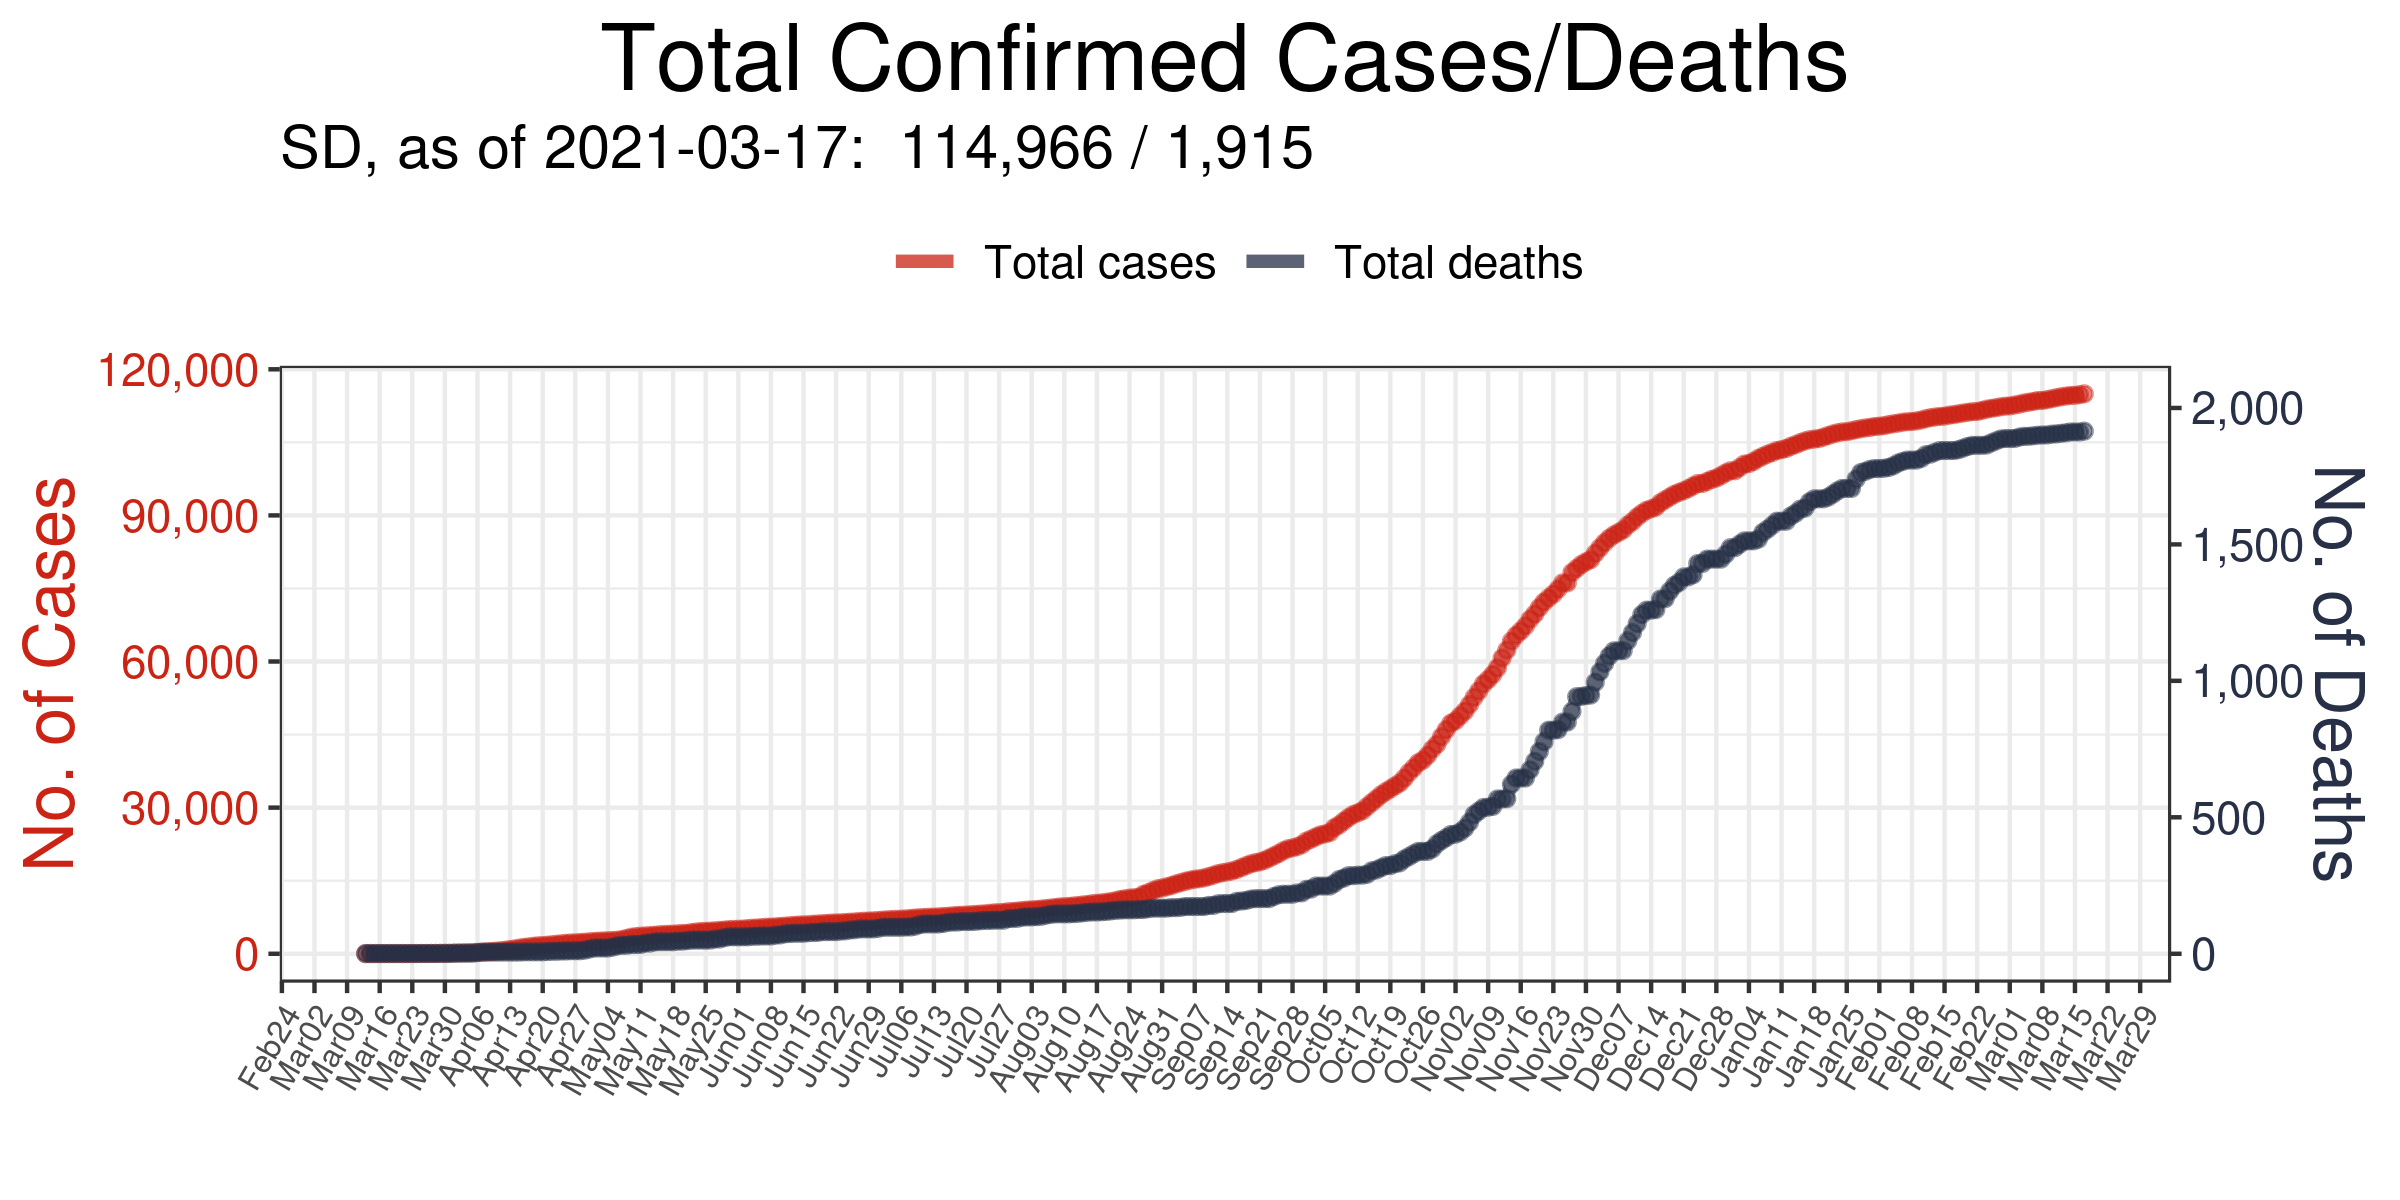 Total Confirmed Cases/Deaths
SD, as of 2021-03-17:  114,966 / 1,915
Total cases
Total deaths
No. of Cases
120,000
90,000
60,000
30,000
0
2,000
1,500
1,000
500
0
No. of Deaths
Feb24
Mar02
Mar09
Mar16
Mar23
Mar30
Apr06
Apr13
Apr20
Apr27
May04
May11
May18
May25
Jun01
Jun08
Jun15
Jun22
Jun29
Jul06
Jul13
Jul20
Jul27
Aug03
Aug10
Aug17
Aug24
Aug31
Sep07
Sep14
Sep21
Sep28
Oct05
Oct12
Oct19
Oct26
Nov02
Nov09
Nov16
Nov23
Nov30
Dec07
Dec14
Dec21
Dec28
Jan04
Jan11
Jan18
Jan25
Feb01
Feb08
Feb15
Feb22
Mar01
Mar08
Mar15
Mar22
Mar29